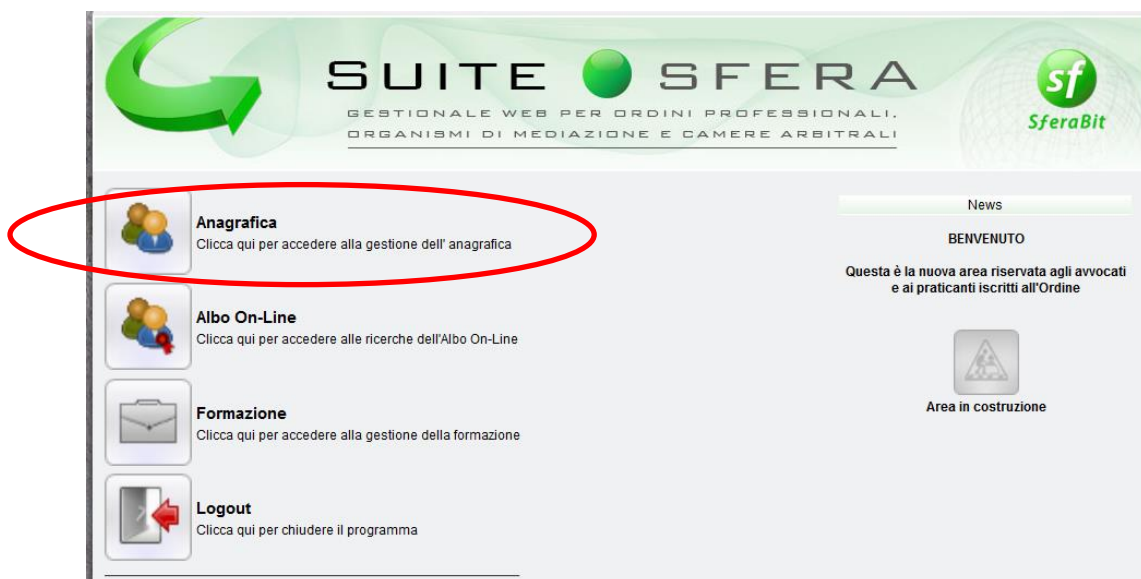 SUITE SFERA
GESTIONALE WEB PER ORDINI PROFESSIONALI,
ORGANISMI DI MEDIAZIONE E CAMERE ARBITRALI
sf
SferaBit
Anagrafica
Clicca qui per accedere alla gestione dell' anagrafica
Albo On-Line
Clicca qui per accedere alle ricerche dell'Albo On-Line
Formazione
Clicca qui per accedere alla gestione della formazione
Logout
Clicca qui per chiudere il programma
News
BENVENUTO
Questa è la nuova area riservata agli avvocati
e ai praticanti iscritti all'Ordine
Area in costruzione